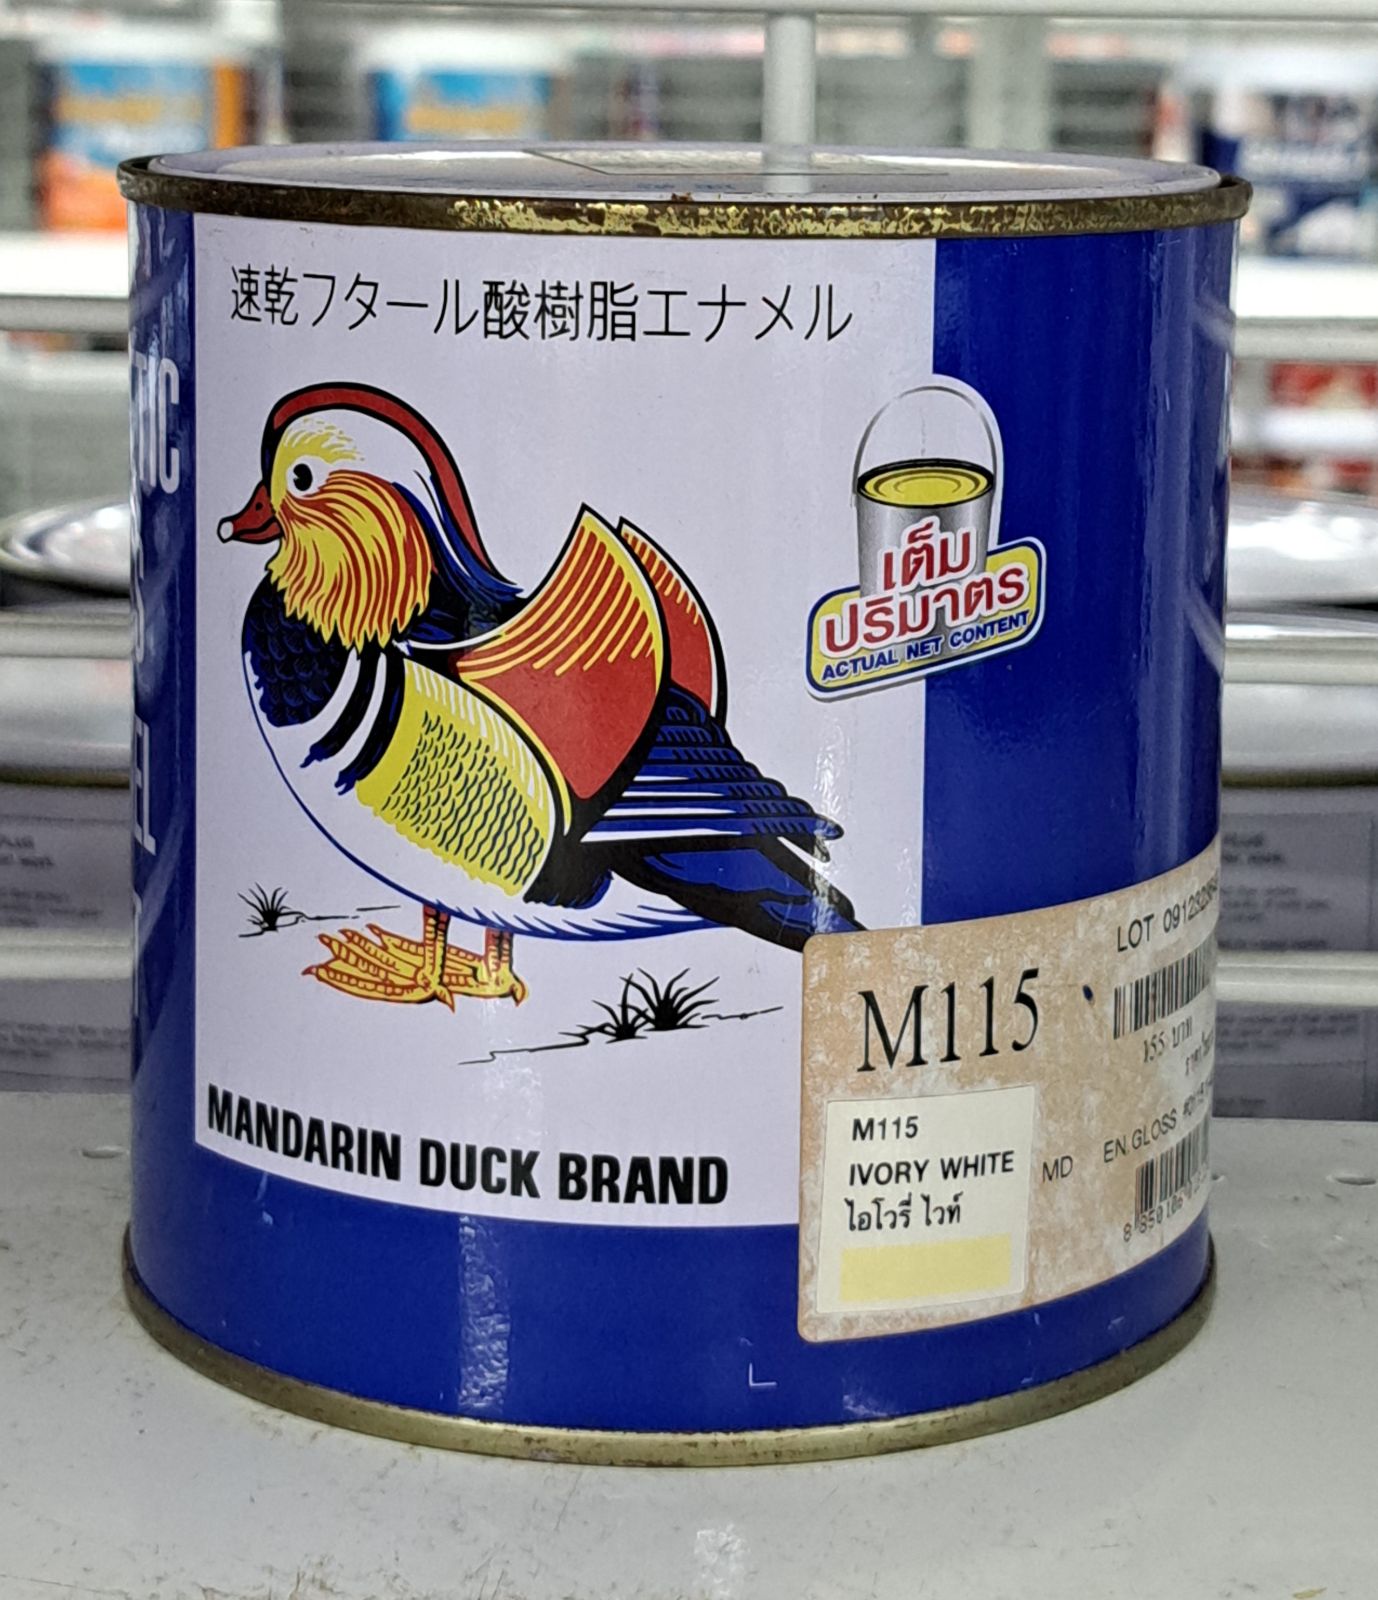 速乾フタール酸樹脂エナメル
เต็ม
ปริมาตร
ACTUAL NET CONTENT
MANDARIN DUCK BRAND
LOT
M115
155 บาท
M115
IVORY WHITE
ไอโวรี่ ไวท์
MD
EN.GLOSS